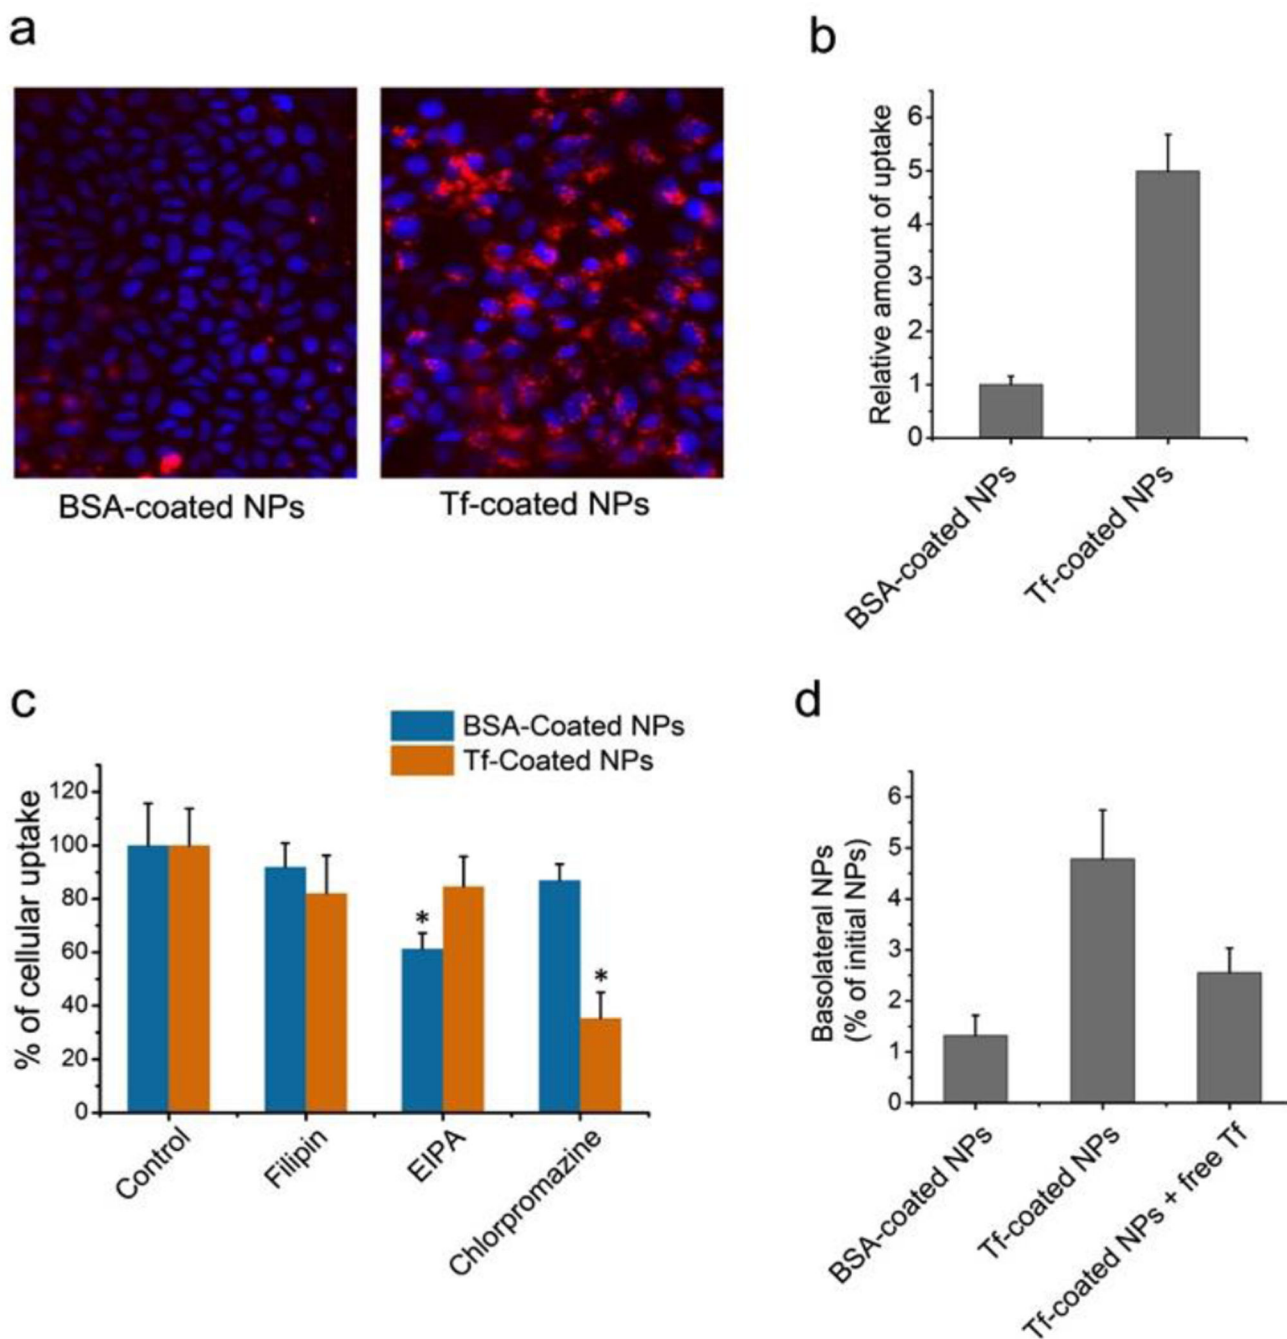 a
BSA-coated NPs
Tf-coated NPs
b
Relative amount of uptake
6
5
4
3
2
1
0
BSA-coated NPs
Tf-coated NPs
c
BSA-Coated NPs
Tf-Coated NPs
% of cellular uptake
120
100
80
60
40
20
0
*
*
Control
Filipin
EIPA
Chlorpromazine
d
Basolateral NPs
(% of initial NPs)
6
5
4
3
2
1
0
BSA-coated NPs
Tf-coated NPs
Tf-coated NPs + free Tf